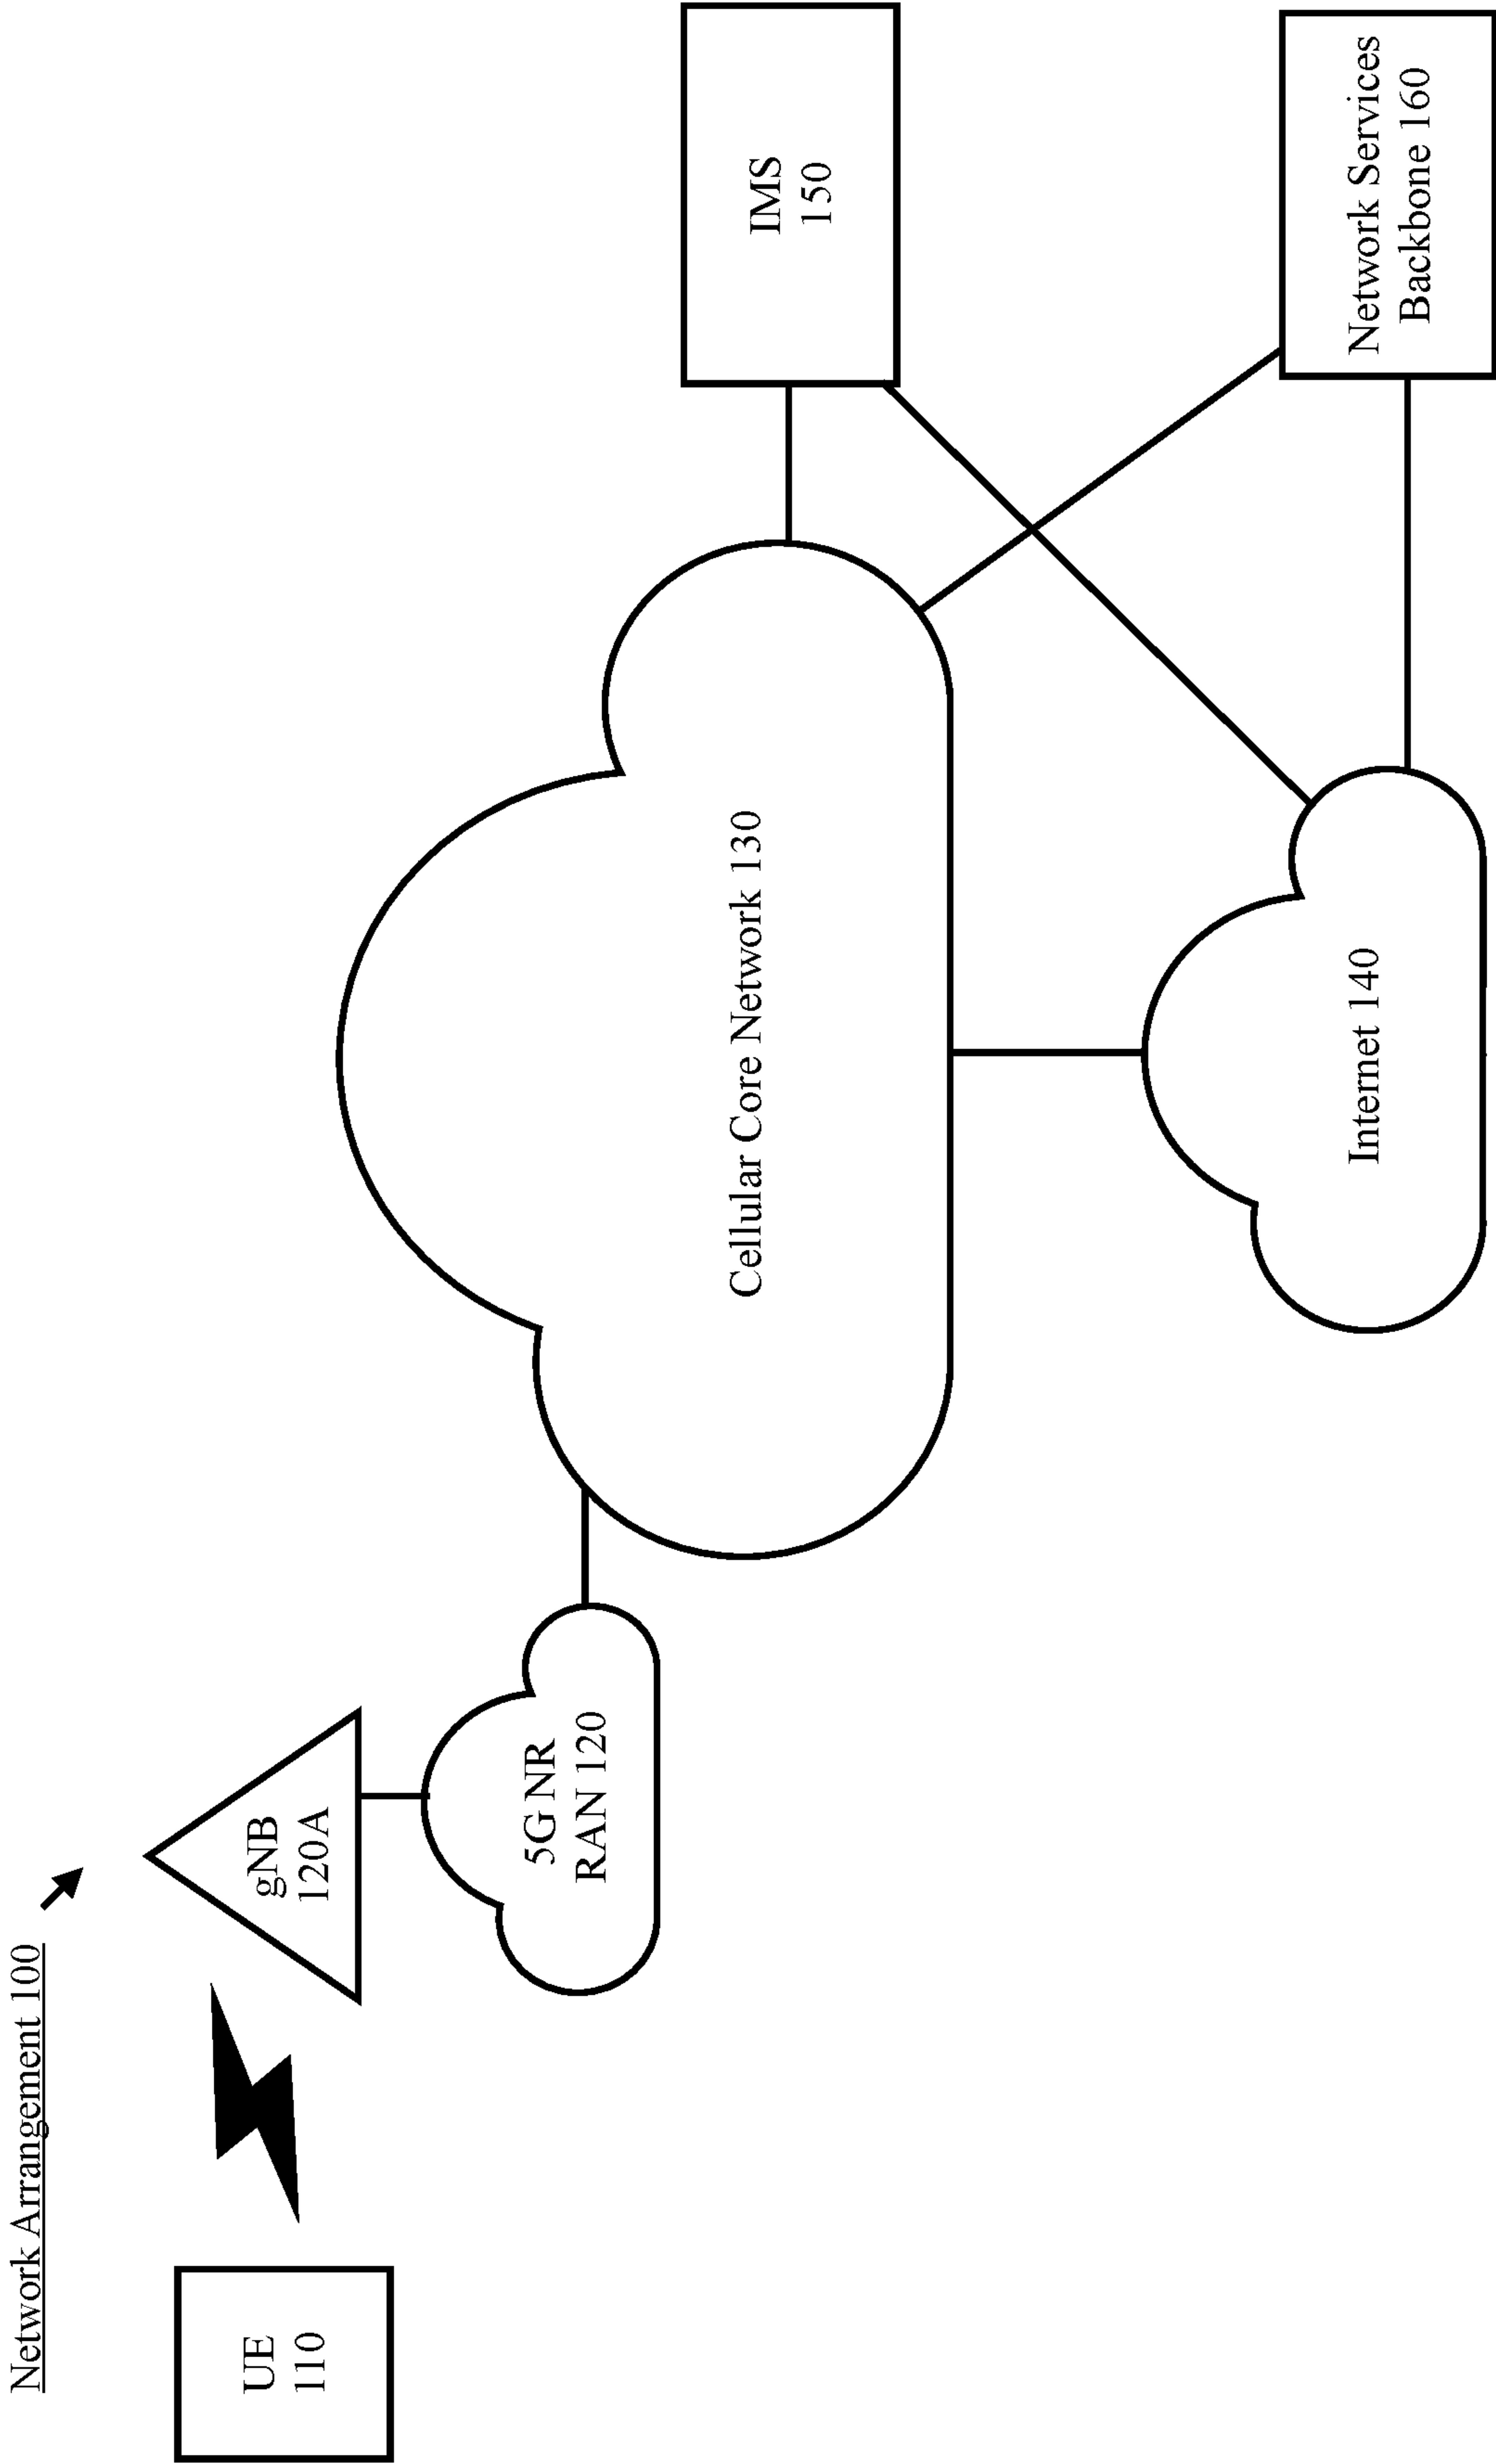 Network Arrangement 100
UE
110
gNB
120A
5G NR
RAN 120
Cellular Core Network 130
Internet 140
IMS
150
Network Services
Backbone 160